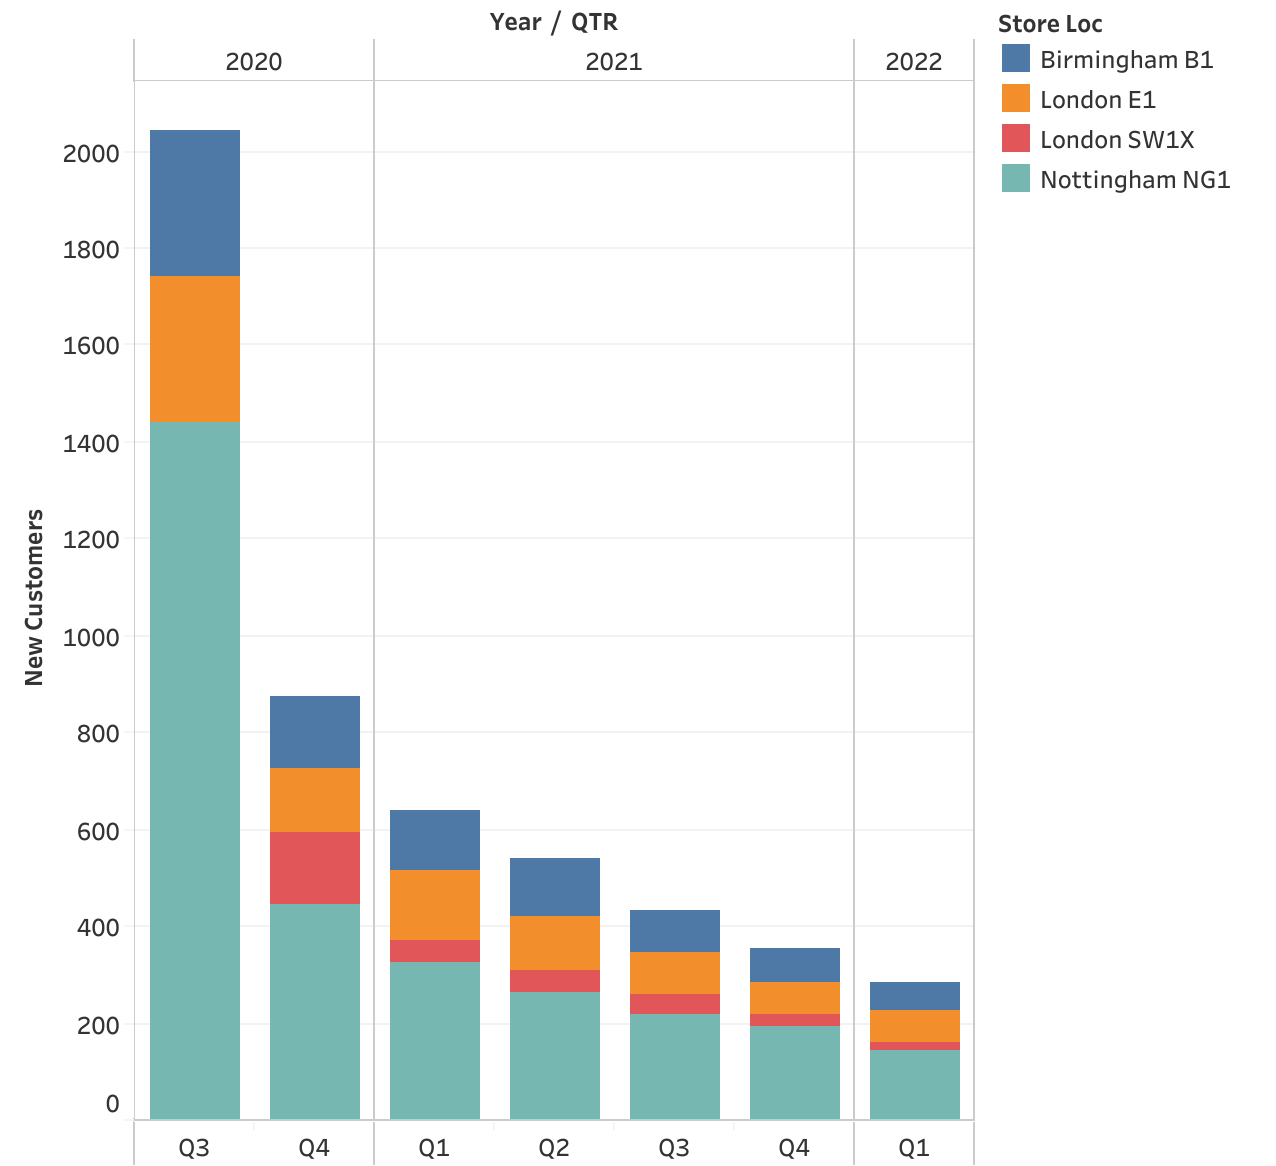 Year / QTR
2020
2021
2022
Store Loc
Birmingham B1
London E1
London SW1X
Nottingham NG1
New Customers
2000
1800
1600
1400
1200
1000
800
600
400
200
0
Q3
Q4
Q1
Q2
Q3
Q4
Q1